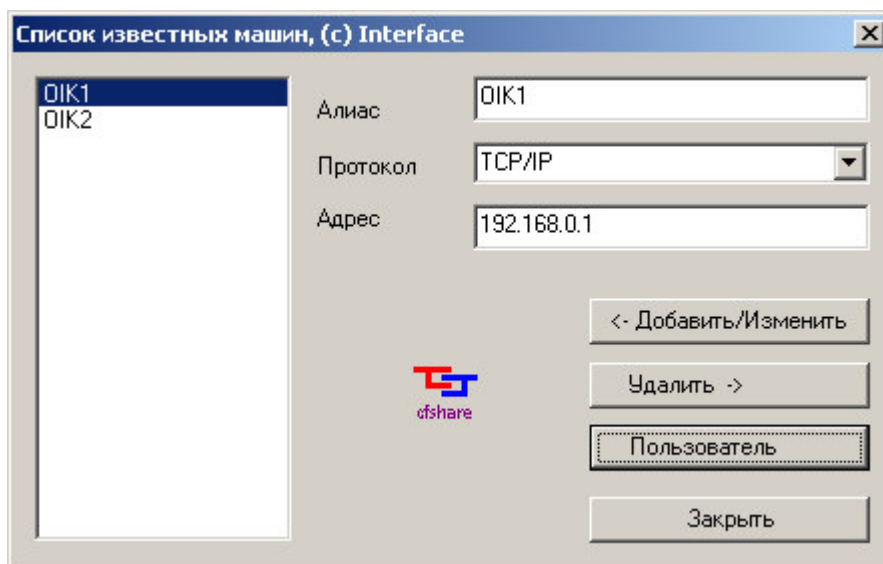 Список известных машин, (c) Interface
OIK1
OIK2
Алиас
OIK1
Протокол
TCP/IP
Адрес
192.168.0.1
<- Добавить/Изменить
Удалить ->
cfshare
Пользователь
Закрыть